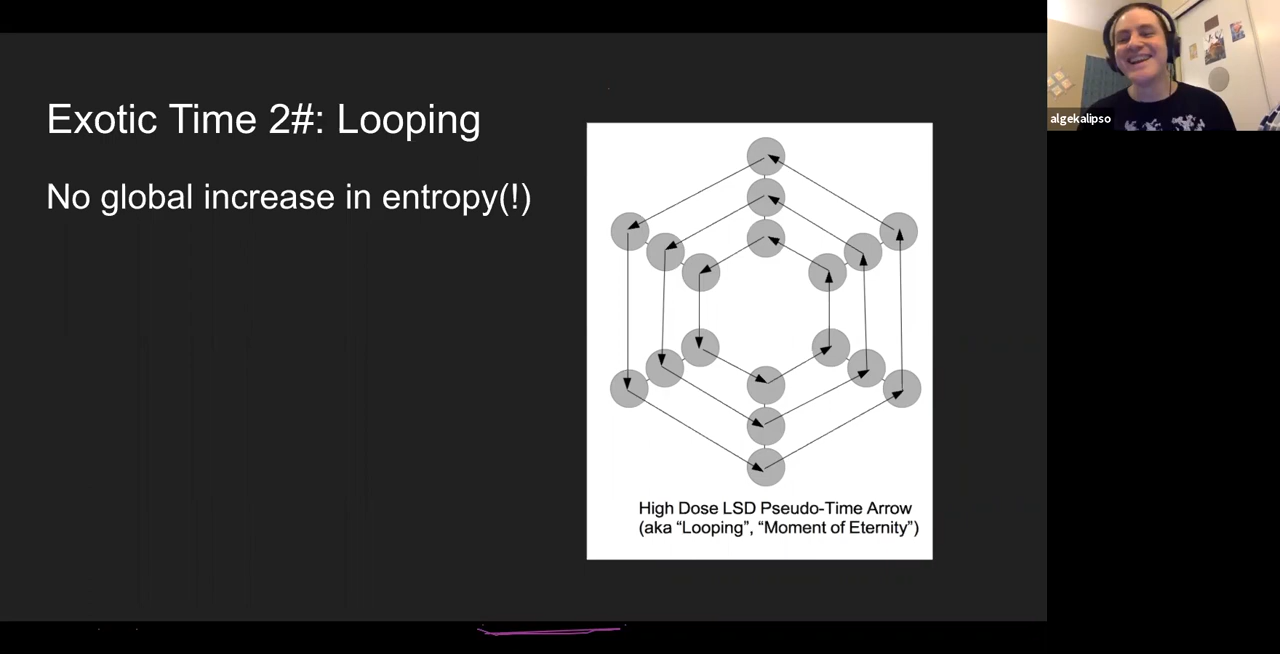 Exotic Time 2#: Looping
No global increase in entropy(!)
High Dose LSD Pseudo-Time Arrow
(aka “Looping”, “Moment of Eternity”)
algekalipso